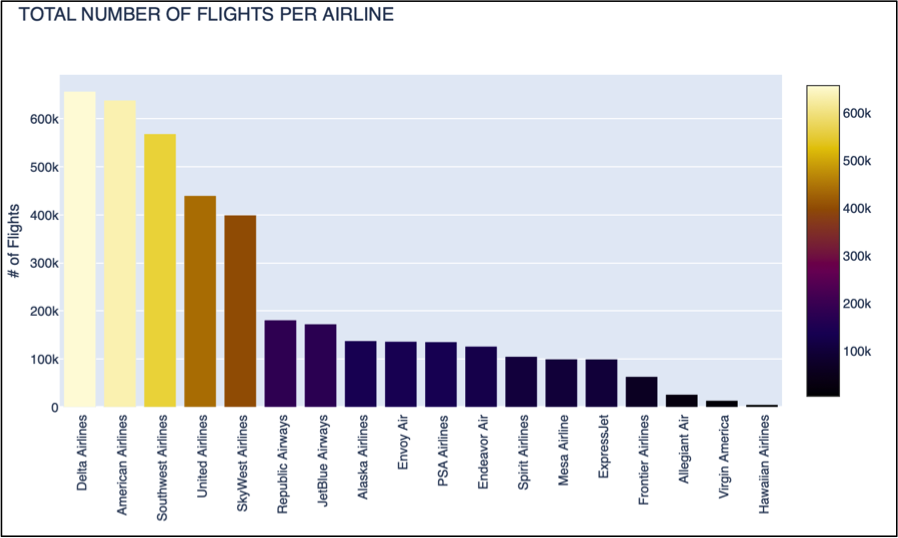 TOTAL NUMBER OF FLIGHTS PER AIRLINE
# of Flights
600k
500k
400k
300k
200k
100k
0
Delta Airlines
American Airlines
Southwest Airlines
United Airlines
SkyWest Airlines
Republic Airways
JetBlue Airways
Alaska Airlines
Envoy Air
PSA Airlines
Endeavor Air
Spirit Airlines
Mesa Airline
ExpressJet
Frontier Airlines
Allegiant Air
Virgin America
Hawaiian Airlines
600k
500k
400k
300k
200k
100k